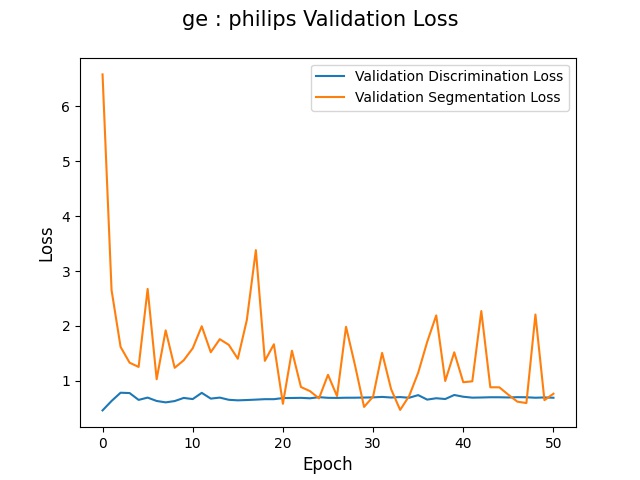 ge : philips Validation Loss
Validation Discrimination Loss
Validation Segmentation Loss
Loss
6
5
4
3
2
1
0
10
20
30
40
50
Epoch